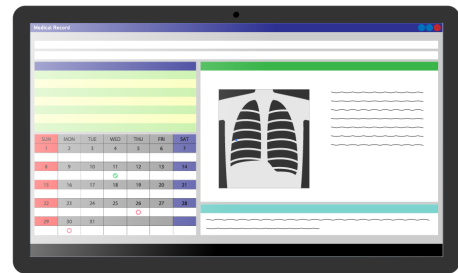 Medical Record
SUN MON TUE WED THU FRI SAT
1 2 3 4 5 6 7
8 9 10 11 12 13 14
15 16 17 18 19 20 21
22 23 24 25 26 27 28
29 30 31